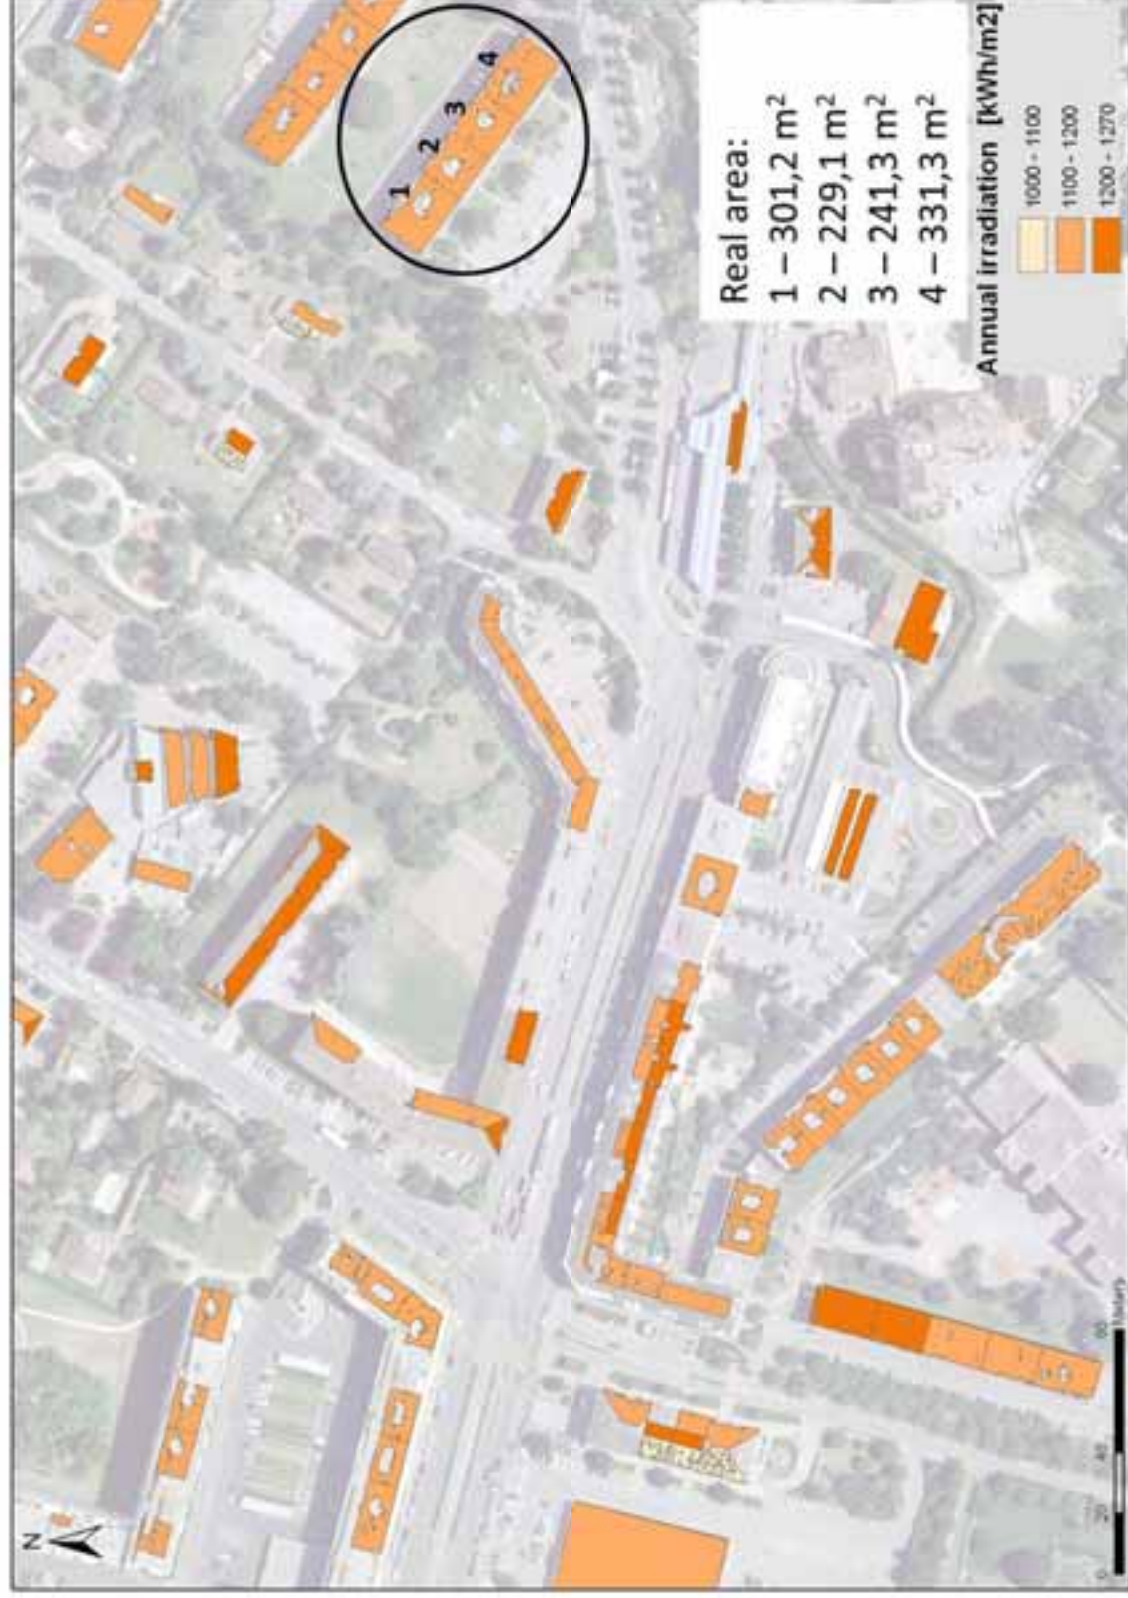 N
1
2
3
4
Real area:
1 – 301,2 m²
2 – 229,1 m²
3 – 241,3 m²
4 – 331,3 m²
Annual irradiation [kWh/m2]
1000 - 1100
1100 - 1200
1200 - 1270
0 20 40 80
Meters